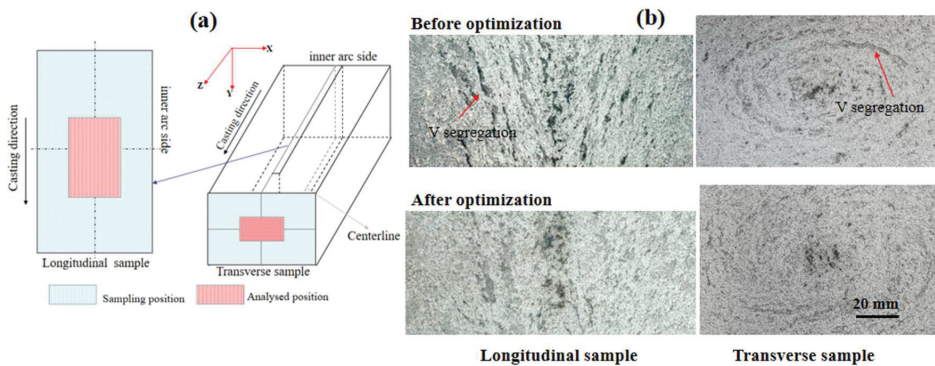 (a)
inner arc side
Casting direction
Longitudinal sample
X
Z
Y
inner arc side
Casting direction
Centerline
Transverse sample
Sampling position
Analysed position
(b)
Before optimization
V segregation
V segregation
After optimization
20 mm
Longitudinal sample
Transverse sample